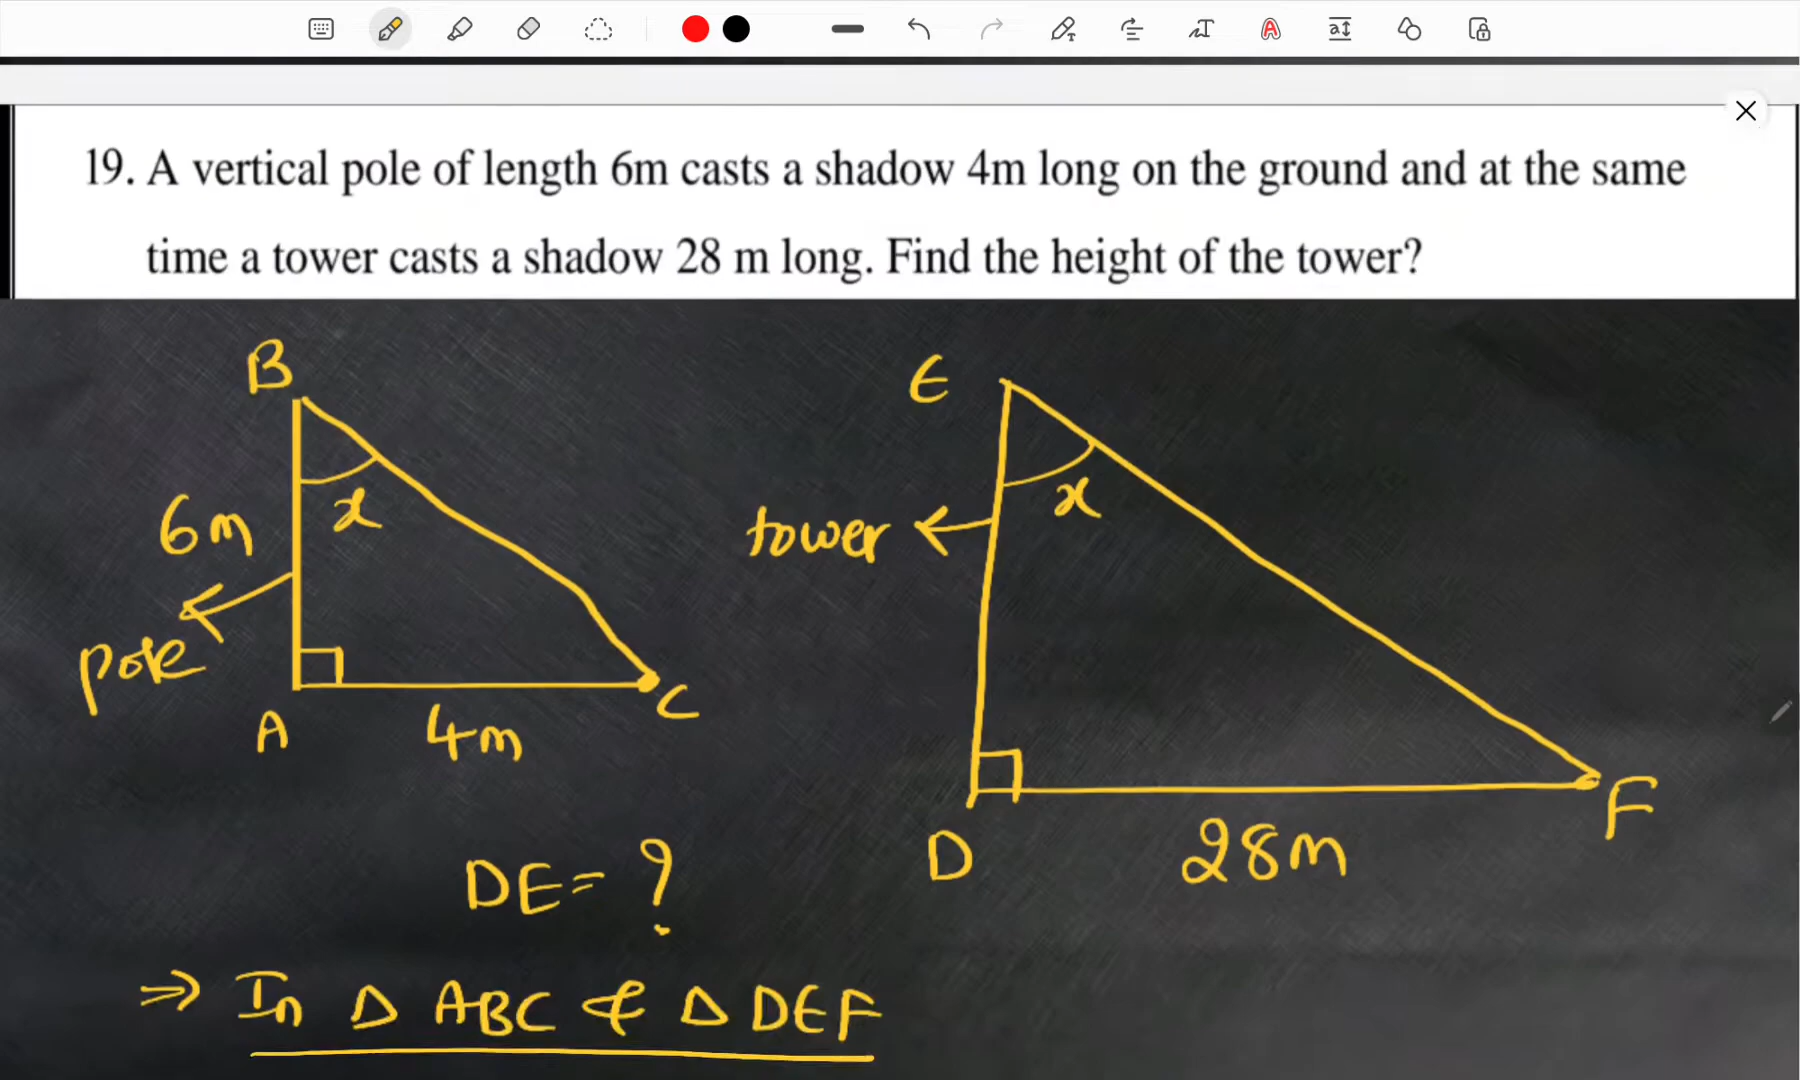 19. A vertical pole of length 6m casts a shadow 4m long on the ground and at the same
time a tower casts a shadow 28 m long. Find the height of the tower?
B
E
x
x
6m
tower
pole
C
A
4m
F
D
28m
DE = ?
⇒ In Δ ABC & Δ DEF